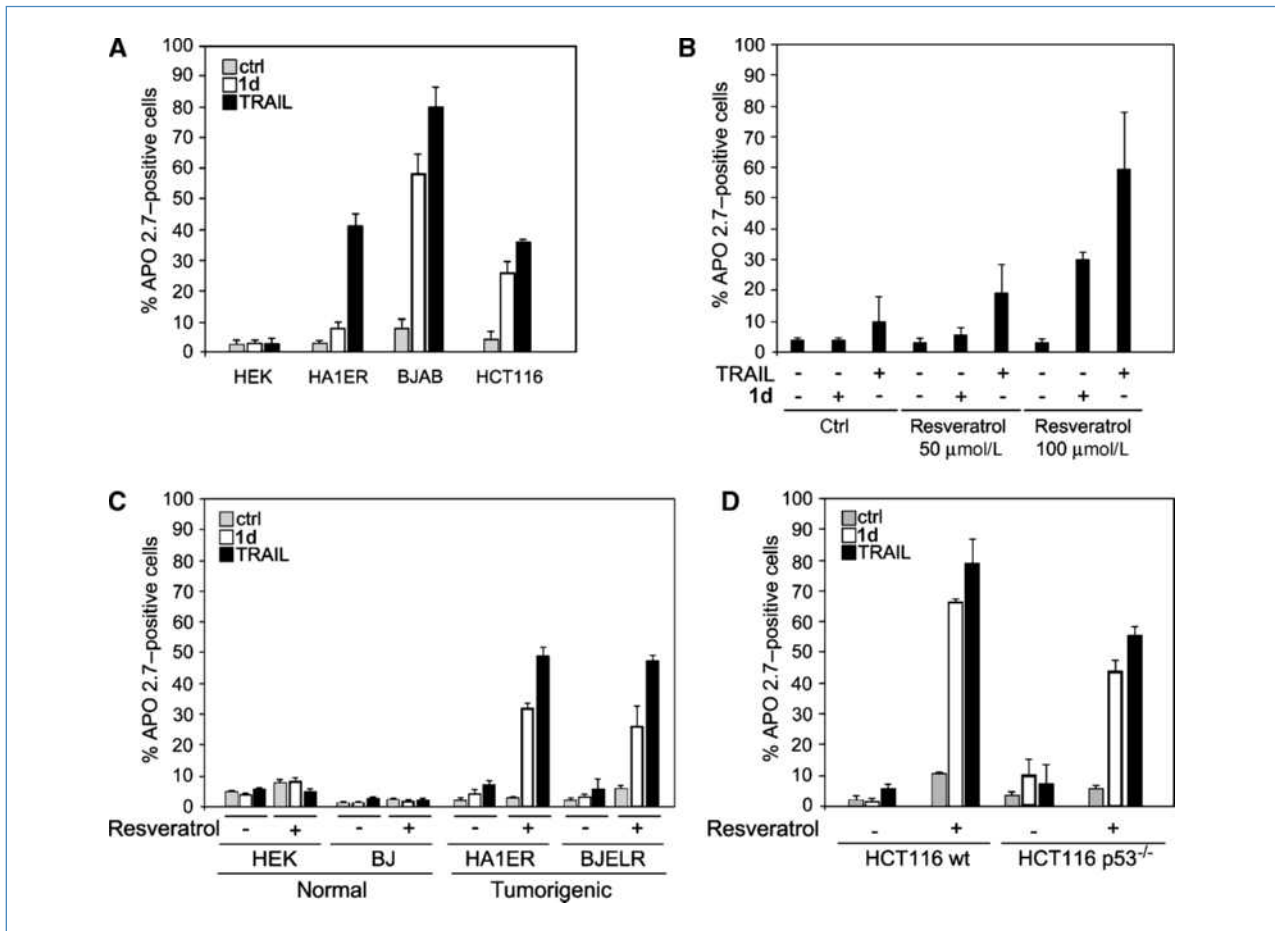 A
% APO 2.7–positive cells
100
90
80
70
60
50
40
30
20
10
0
ctrl
1d
TRAIL
HEK HA1ER BJAB HCT116
B
% APO 2.7–positive cells
100
90
80
70
60
50
40
30
20
10
0
TRAIL - - + - - + - - +
1d - + - - + - - + -
Ctrl Resveratrol Resveratrol
50 μmol/L 100 μmol/L
C
% APO 2.7–positive cells
100
90
80
70
60
50
40
30
20
10
0
ctrl
1d
TRAIL
Resveratrol - + - + - + - +
HEK BJ HA1ER BJELR
Normal Tumorigenic
D
% APO 2.7–positive cells
100
90
80
70
60
50
40
30
20
10
0
ctrl
1d
TRAIL
Resveratrol - + - +
HCT116 wt HCT116 p53-/-